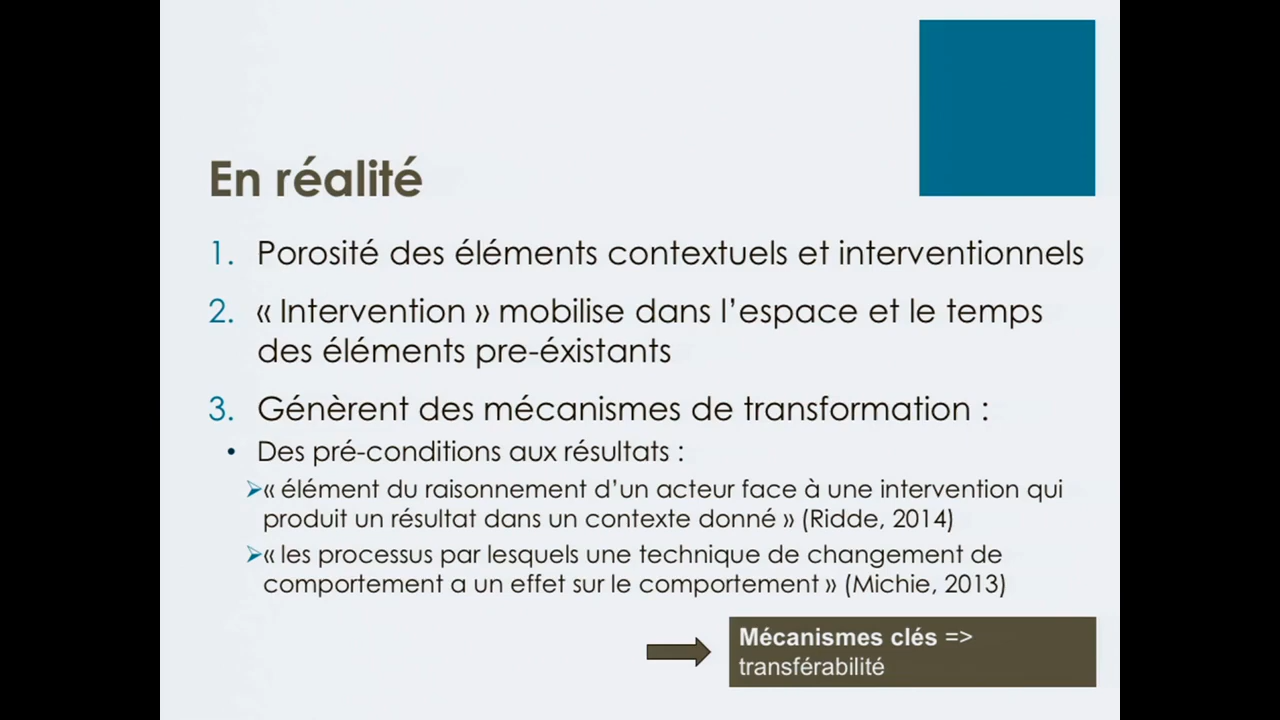 En réalité
1. Porosité des éléments contextuels et interventionnels
2. « Intervention » mobilise dans l’espace et le temps
des éléments pre-éxistants
3. Génèrent des mécanismes de transformation :
• Des pré-conditions aux résultats :
➢« élément du raisonnement d’un acteur face à une intervention qui
produit un résultat dans un contexte donné » (Ridde, 2014)
➢« les processus par lesquels une technique de changement de
comportement a un effet sur le comportement » (Michie, 2013)
Mécanismes clés =>
transférabilité